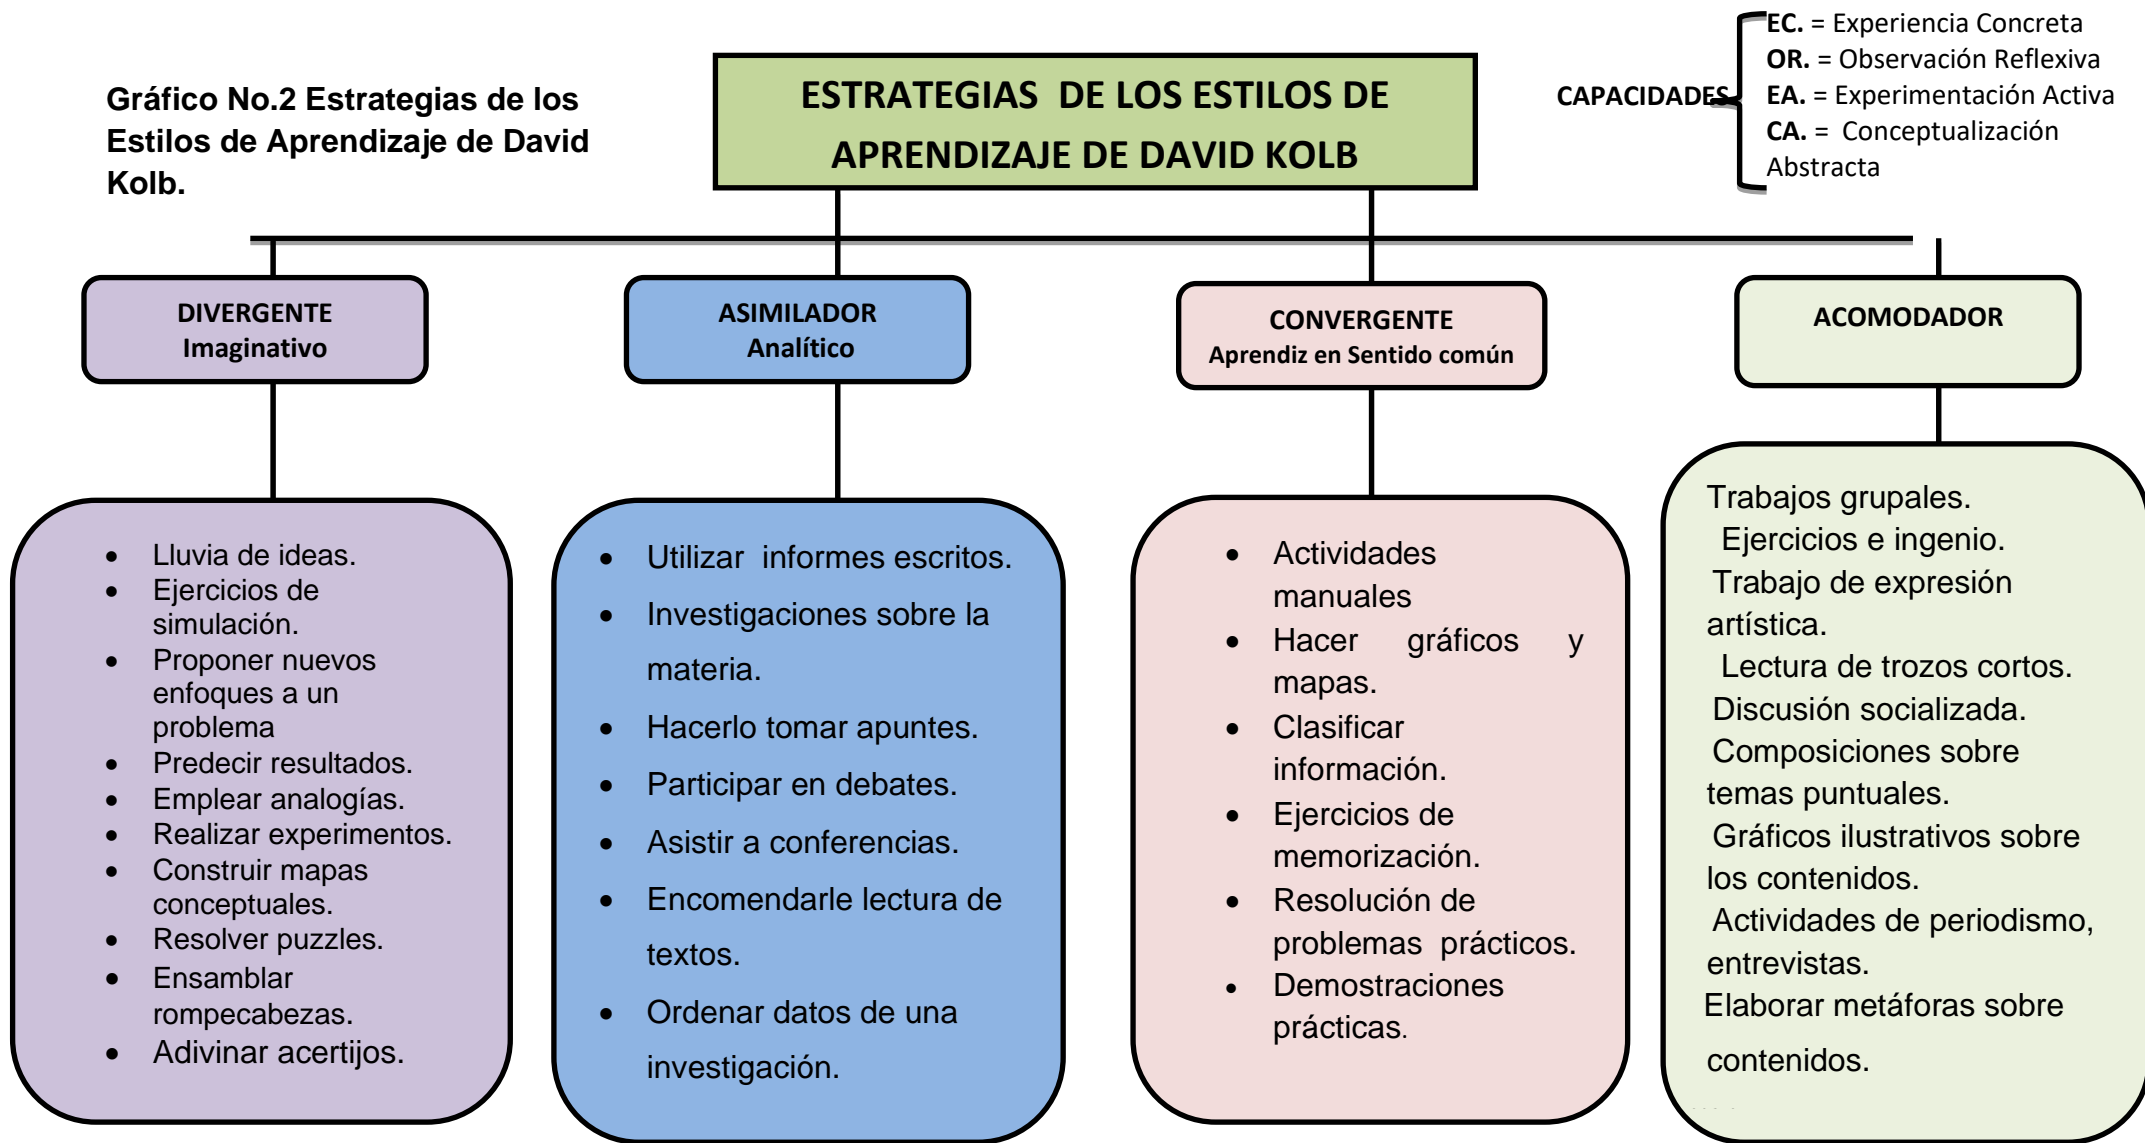 Gráfico No.2 Estrategias de los
Estilos de Aprendizaje de David
Kolb.
ESTRATEGIAS DE LOS ESTILOS DE
APRENDIZAJE DE DAVID KOLB
CAPACIDADES
EC. = Experiencia Concreta
OR. = Observación Reflexiva
EA. = Experimentación Activa
CA. = Conceptualización
Abstracta
DIVERGENTE
Imaginativo
ASIMILADOR
Analítico
CONVERGENTE
Aprendiz en Sentido común
ACOMODADOR
• Lluvia de ideas.
• Ejercicios de
simulación.
• Proponer nuevos
enfoques a un
problema
• Predecir resultados.
• Emplear analogías.
• Realizar experimentos.
• Construir mapas
conceptuales.
• Resolver puzzles.
• Ensamblar
rompecabezas.
• Adivinar acertijos.
• Utilizar informes escritos.
• Investigaciones sobre la
materia.
• Hacerlo tomar apuntes.
• Participar en debates.
• Asistir a conferencias.
• Encomendarle lectura de
textos.
• Ordenar datos de una
investigación.
• Actividades
manuales
• Hacer gráficos y
mapas.
• Clasificar
información.
• Ejercicios de
memorización.
• Resolución de
problemas prácticos.
• Demostraciones
prácticas.
Trabajos grupales.
Ejercicios e ingenio.
Trabajo de expresión
artística.
Lectura de trozos cortos.
Discusión socializada.
Composiciones sobre
temas puntuales.
Gráficos ilustrativos sobre
los contenidos.
Actividades de periodismo,
entrevistas.
Elaborar metáforas sobre
contenidos.